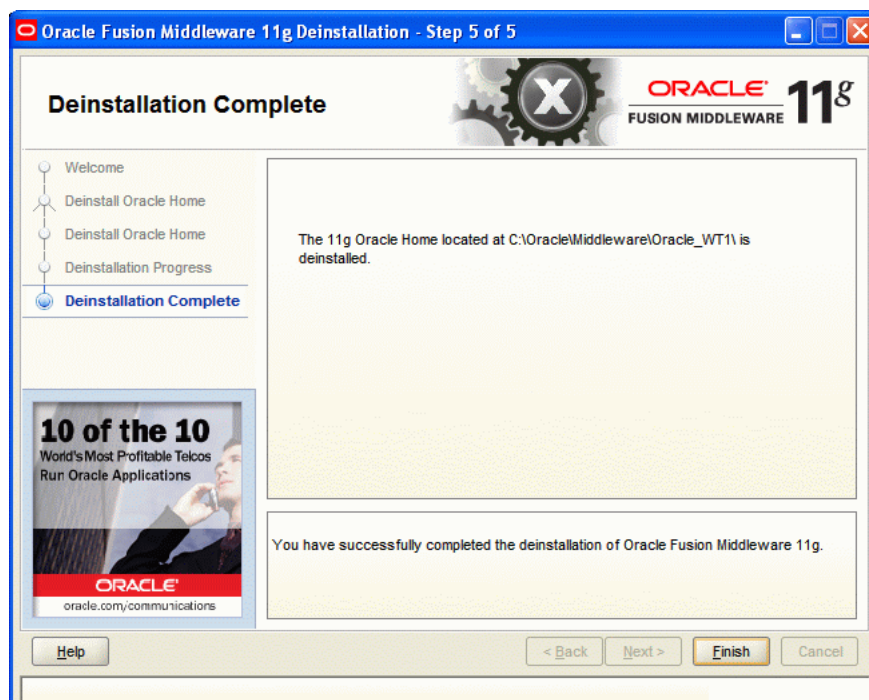 Oracle Fusion Middleware 11g Deinstallation - Step 5 of 5
Deinstallation Complete
ORACLE
FUSION MIDDLEWARE
11g
Welcome
Deinstall Oracle Home
Deinstall Oracle Home
Deinstallation Progress
Deinstallation Complete
The 11g Oracle Home located at C:\Oracle\Middleware\Oracle_WT1\ is
deinstalled.
10 of the 10
World's Most Profitable Telcos
Run Oracle Applications
ORACLE
oracle.com/communications
You have successfully completed the deinstallation of Oracle Fusion Middleware 11g.
Help
< Back
Next >
Finish
Cancel